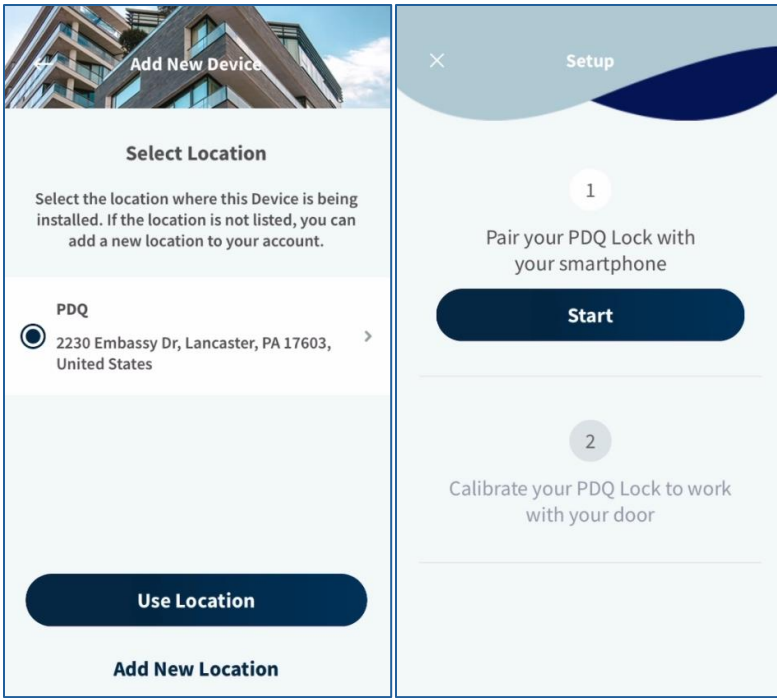 Add New Device
Select Location
Select the location where this Device is being
installed. If the location is not listed, you can
add a new location to your account.
PDQ
2230 Embassy Dr, Lancaster, PA 17603,
United States
Use Location
Add New Location
Setup
1
Pair your PDQ Lock with
your smartphone
Start
2
Calibrate your PDQ Lock to work
with your door